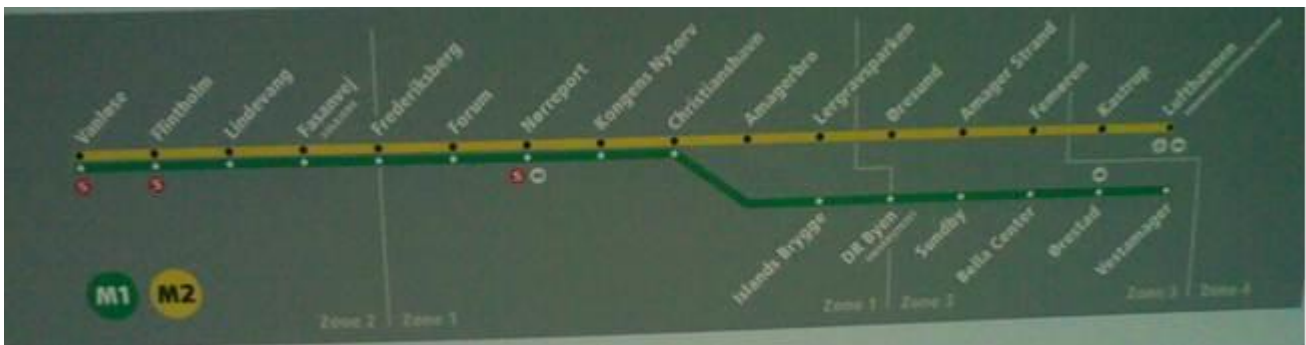 Vanløse
Flintholm
Lindevang
Fasanvej
Frederiksberg
Forum
Nørreport
Kongens Nytorv
Christianshavn
Amagerbro
Lergravsparken
Øresund
Amager Strand
Femøren
Kastrup
Lufthavnen
S
S
S
Islands Brygge
DR Byen
Sundby
Bella Center
Ørestad
Vestamager
M1 M2
Zone 2 Zone 1
Zone 1 Zone 3
Zone 3 Zone 4